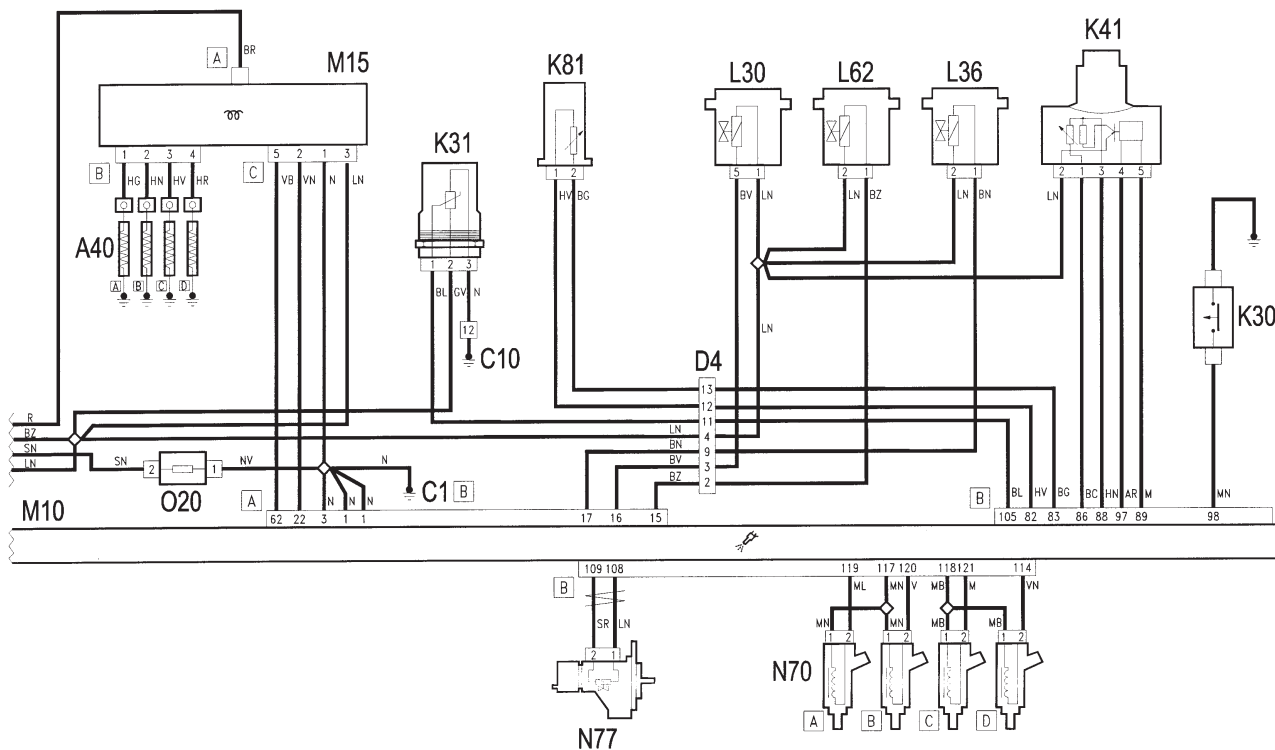 K41
BR
A
M15
K81
L30
L62
L36
K31
1 2 3 4
5 2 1 3
B
C
HG HN HV HR
VB VN N LN
1 2
5 1
2 1
2 1
2 1 3 4 5
HV BG
BV LN
LN BZ
LN BN
LN
A40
A B C D
1 2 3
BL GV N
12
C10
LN
K30
D4
13
12
11
4
9
3
2
R
BZ
SN
LN
LN
BN
BV
BZ
SN
2
1
NV
N
O20
C1
B
M10
A
N N N
B
BL HV BG BC HN AR M
MN
62 22 3 1 1
17 16 15
105 82 83 86 88 97 89 98
109 108
119 117 120 118 121 114
B
ML MN V MB M VN
SR LN
MN MN MB
2 1
1 2
1 2
1 2
1 2
N70
A B C D
N77